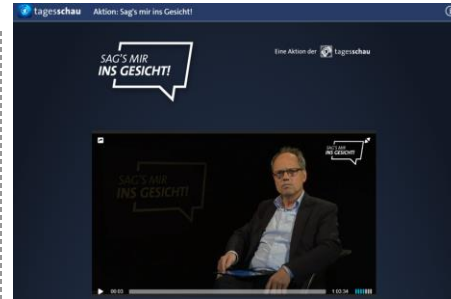 tagesschau Aktion: Sag's mir ins Gesicht!
SAG'S MIR
INS GESICHT!
Eine Aktion der tagesschau
SAG'S MIR
INS GESICHT!
SAG'S MIR
INS GESICHT!
00:03
1:03:34